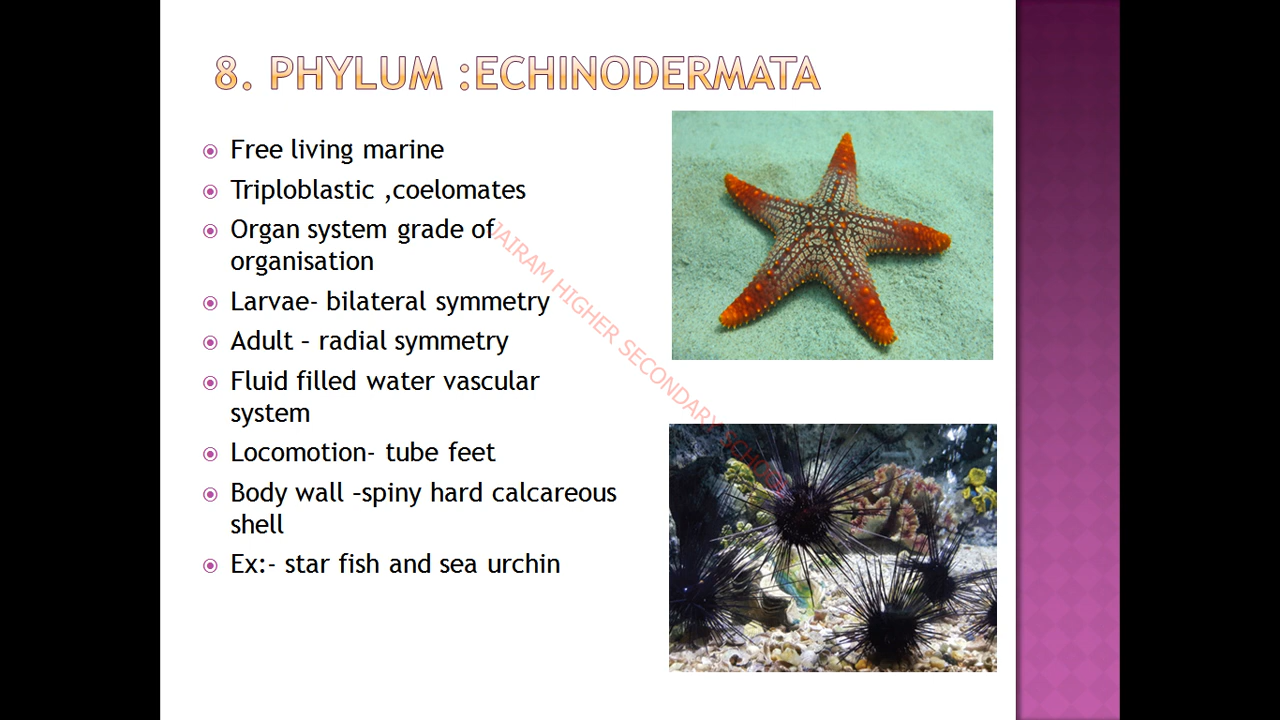 8. PHYLUM :ECHINODERMATA
Free living marine
Triploblastic ,coelomates
Organ system grade of
organisation
Larvae- bilateral symmetry
Adult – radial symmetry
Fluid filled water vascular
system
Locomotion- tube feet
Body wall –spiny hard calcareous
shell
Ex:- star fish and sea urchin
JAIRAM HIGHER SECONDARY SCHOOL